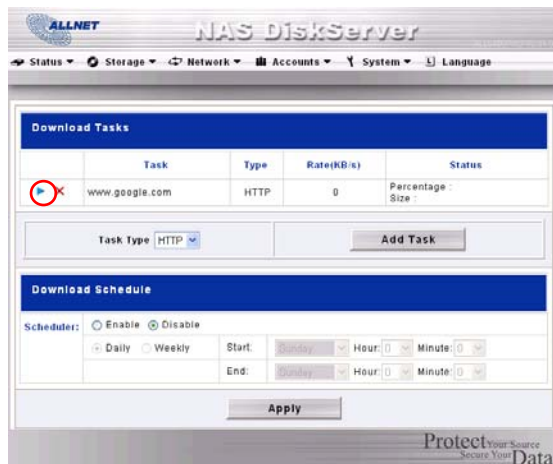 ALLNET
NAS DiskServer
Status Storage Network Accounts System Language
Download Tasks
Task Type Rate(KB/s) Status
www.google.com HTTP 0 Percentage :
Size :
Task Type HTTP Add Task
Download Schedule
Scheduler: Enable Disable
Daily Weekly Start: Sunday Hour: 0 Minute: 0
End: Sunday Hour: 0 Minute: 0
Apply
Protect Your Source
Secure Your Data